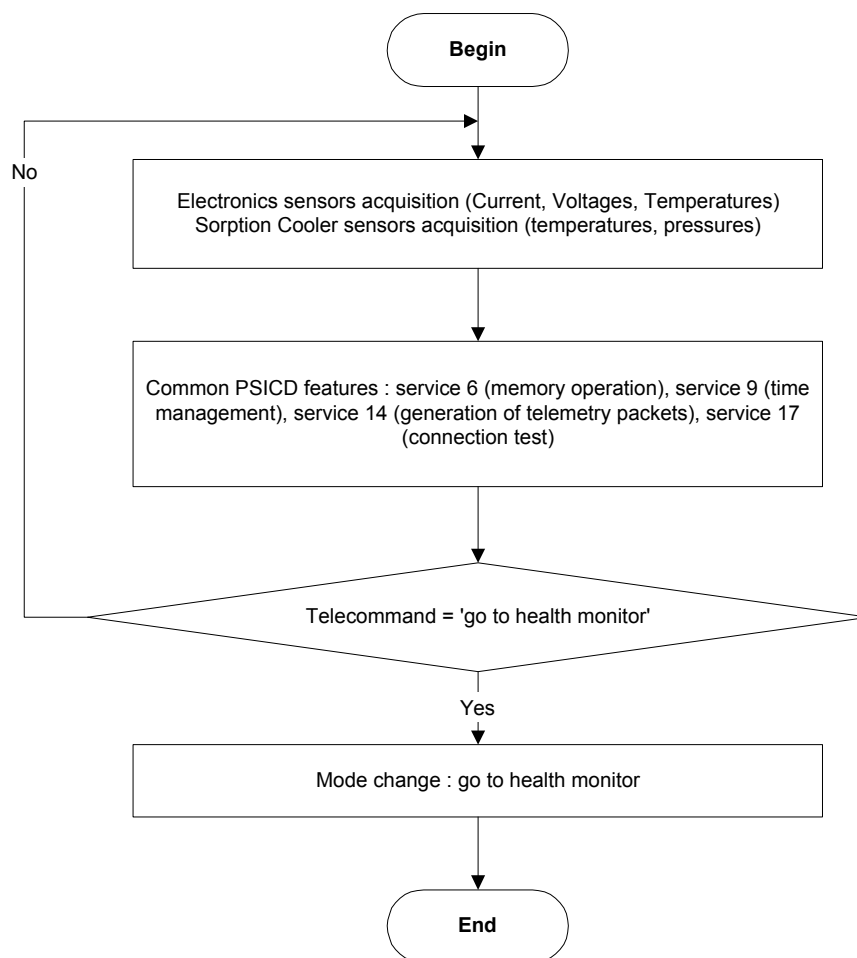 Begin
No
Electronics sensors acquisition (Current, Voltages, Temperatures)
Sorption Cooler sensors acquisition (temperatures, pressures)
Common PSICD features : service 6 (memory operation), service 9 (time
management), service 14 (generation of telemetry packets), service 17
(connection test)
Telecommand = 'go to health monitor'
Yes
Mode change : go to health monitor
End